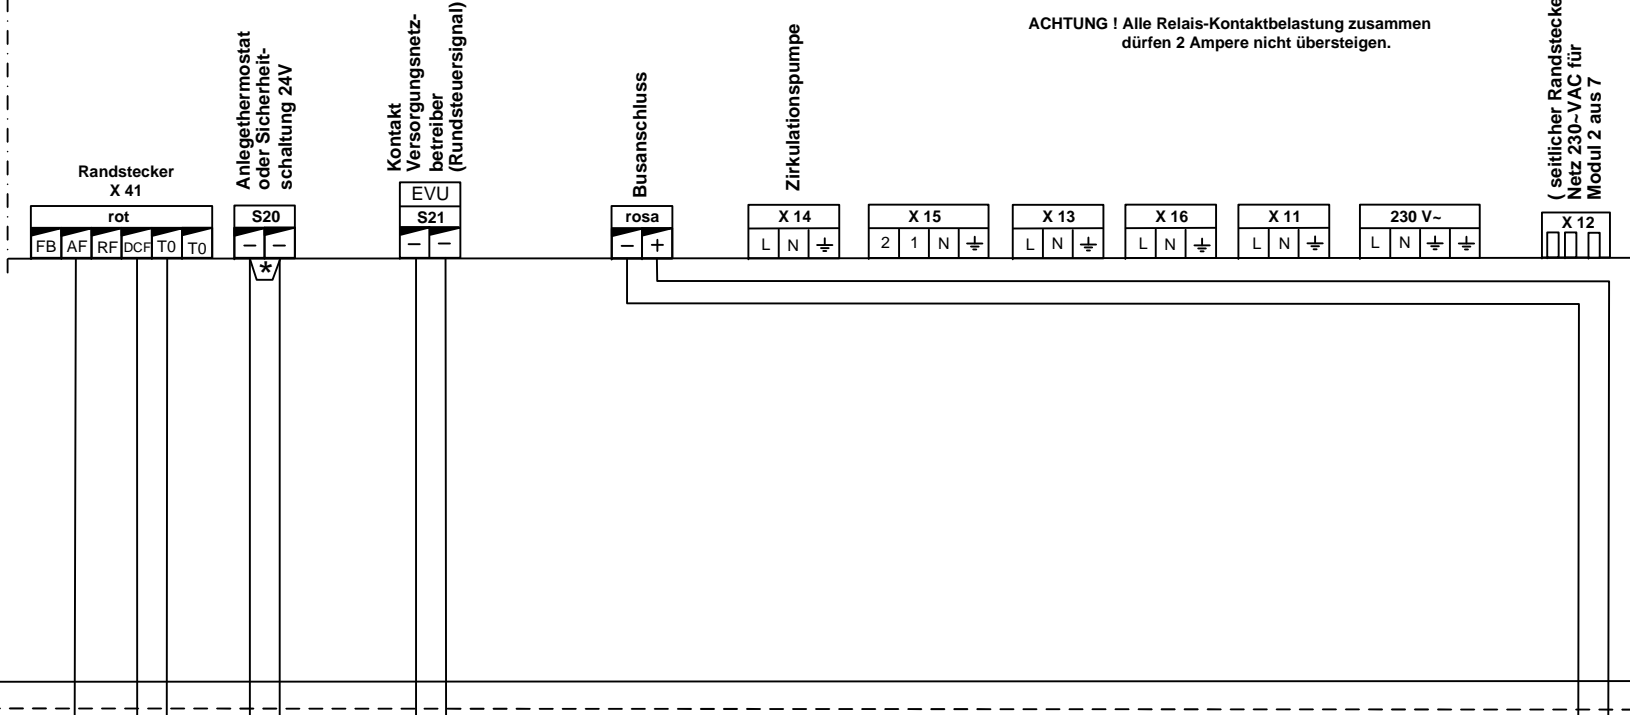 ACHTUNG ! Alle Relais-Kontaktbelastung zusammen
dürfen 2 Ampere nicht übersteigen.
Randstecker
X 41
rot
FB AF RF DCF T0 T0
Anlegethermostat
oder Sicherheit-
schaltung 24V
S20
– –
*
Kontakt
Versorgungsnetz-
betreiber
(Rundsteuersignal)
EVU
S21
– –
Busanschluss
rosa
– +
Zirkulationspumpe
X 14
L N
X 15
2 1 N
X 13
L N
X 16
L N
X 11
L N
230 V~
L N
( seitlicher
Netz 230~VAC für
Modul 2 aus 7
X 12